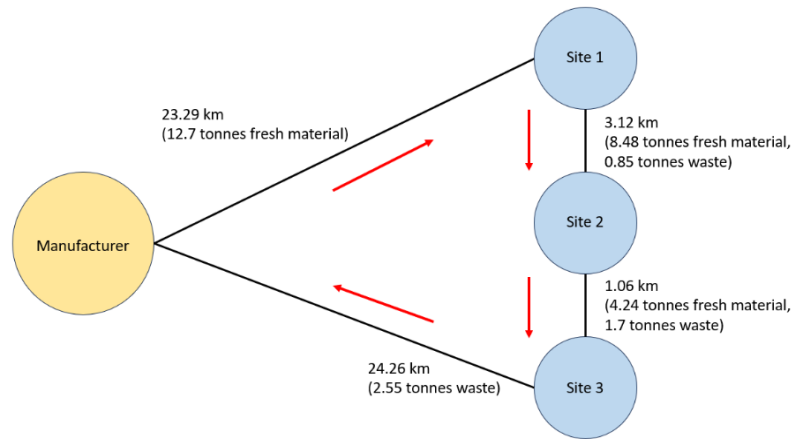 Site 1
23.29 km
(12.7 tonnes fresh material)
3.12 km
(8.48 tonnes fresh material,
0.85 tonnes waste)
Manufacturer
Site 2
1.06 km
(4.24 tonnes fresh material,
1.7 tonnes waste)
24.26 km
(2.55 tonnes waste)
Site 3